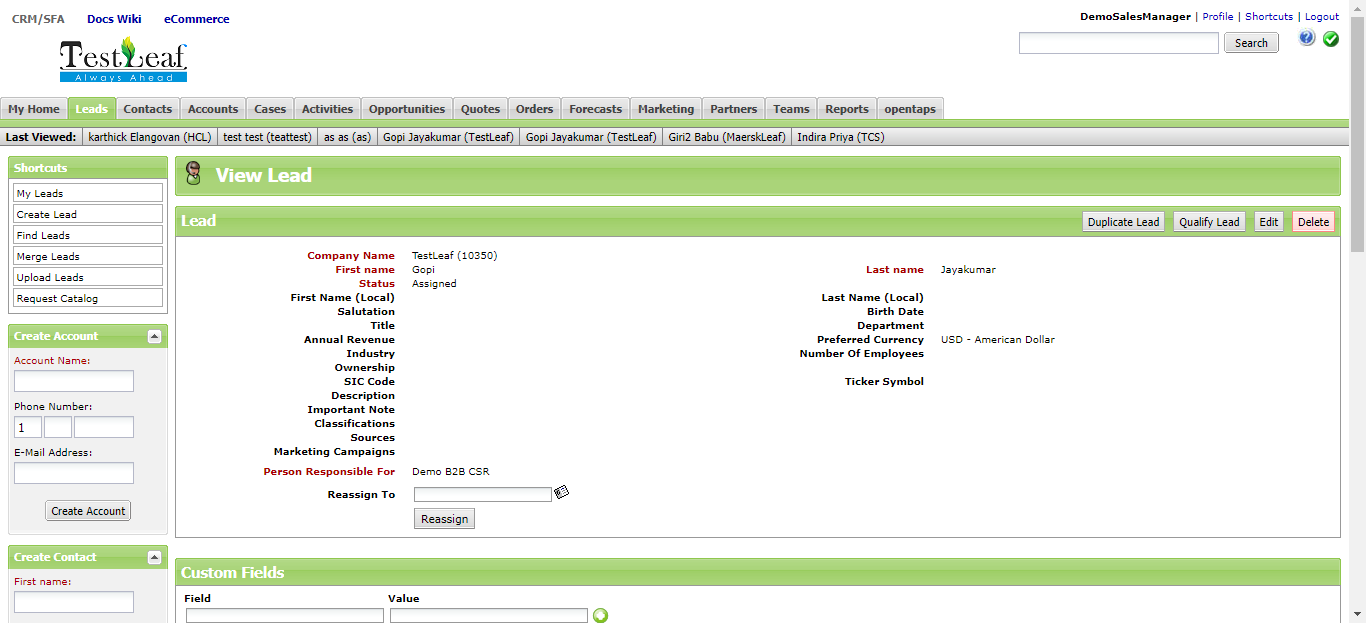 CRM/SFA Docs Wiki eCommerce
DemoSalesManager | Profile | Shortcuts | Logout
TestLeaf
Always Ahead
Search
My Home Leads Contacts Accounts Cases Activities Opportunities Quotes Orders Forecasts Marketing Partners Teams Reports opentaps
Last Viewed: karthick Elangovan (HCL) test test (teattest) as as (as) Gopi Jayakumar (TestLeaf) Gopi Jayakumar (TestLeaf) Giri2 Babu (MaerskLeaf) Indira Priya (TCS)
Shortcuts
My Leads
Create Lead
Find Leads
Merge Leads
Upload Leads
Request Catalog
Create Account
Account Name:
Phone Number:
1
E-Mail Address:
Create Account
Create Contact
First name:
View Lead
Lead
Duplicate Lead Qualify Lead Edit Delete
Company Name TestLeaf (10350)
First name Gopi Last name Jayakumar
Status Assigned
First Name (Local) Last Name (Local)
Salutation Birth Date
Title Department
Annual Revenue Preferred Currency USD - American Dollar
Industry Number Of Employees
Ownership
SIC Code Ticker Symbol
Description
Important Note
Classifications
Sources
Marketing Campaigns
Person Responsible For Demo B2B CSR
Reassign To
Reassign
Custom Fields
Field Value